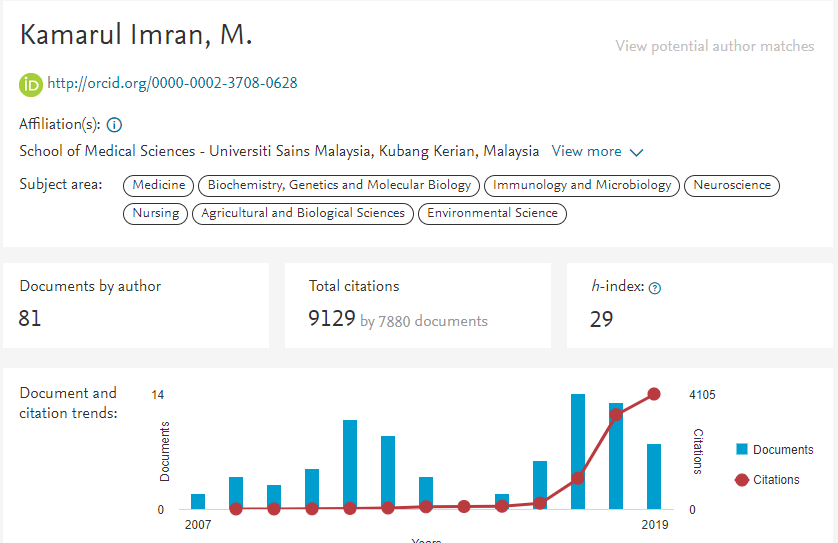 Kamarul Imran, M.
View potential author matches
iD http://orcid.org/0000-0002-3708-0628
Affiliation(s):
School of Medical Sciences - Universiti Sains Malaysia, Kubang Kerian, Malaysia View more
Subject area: Medicine Biochemistry, Genetics and Molecular Biology Immunology and Microbiology Neuroscience
Nursing Agricultural and Biological Sciences Environmental Science
Documents by author
81
Total citations
9129 by 7880 documents
h-index: ?
29
Document and
citation trends:
14
Documents
0
2007
2019
Years
4105
Citations
0
Documents
Citations